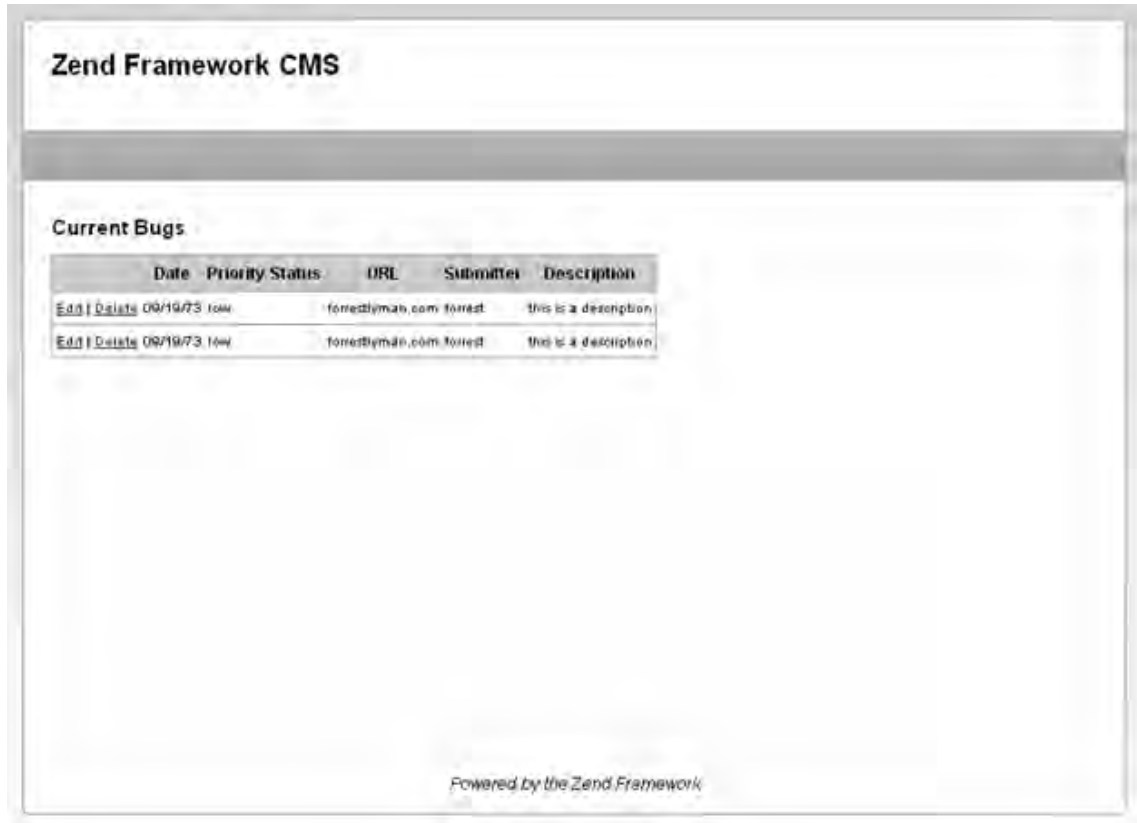 Zend Framework CMS
Current Bugs
Date Priority Status URL Submitter Description
Edit | Delete 09/19/73 low forrestlyman.com forrest this is a description
Edit | Delete 09/19/73 low forrestlyman.com forrest this is a description
Powered by the Zend Framework